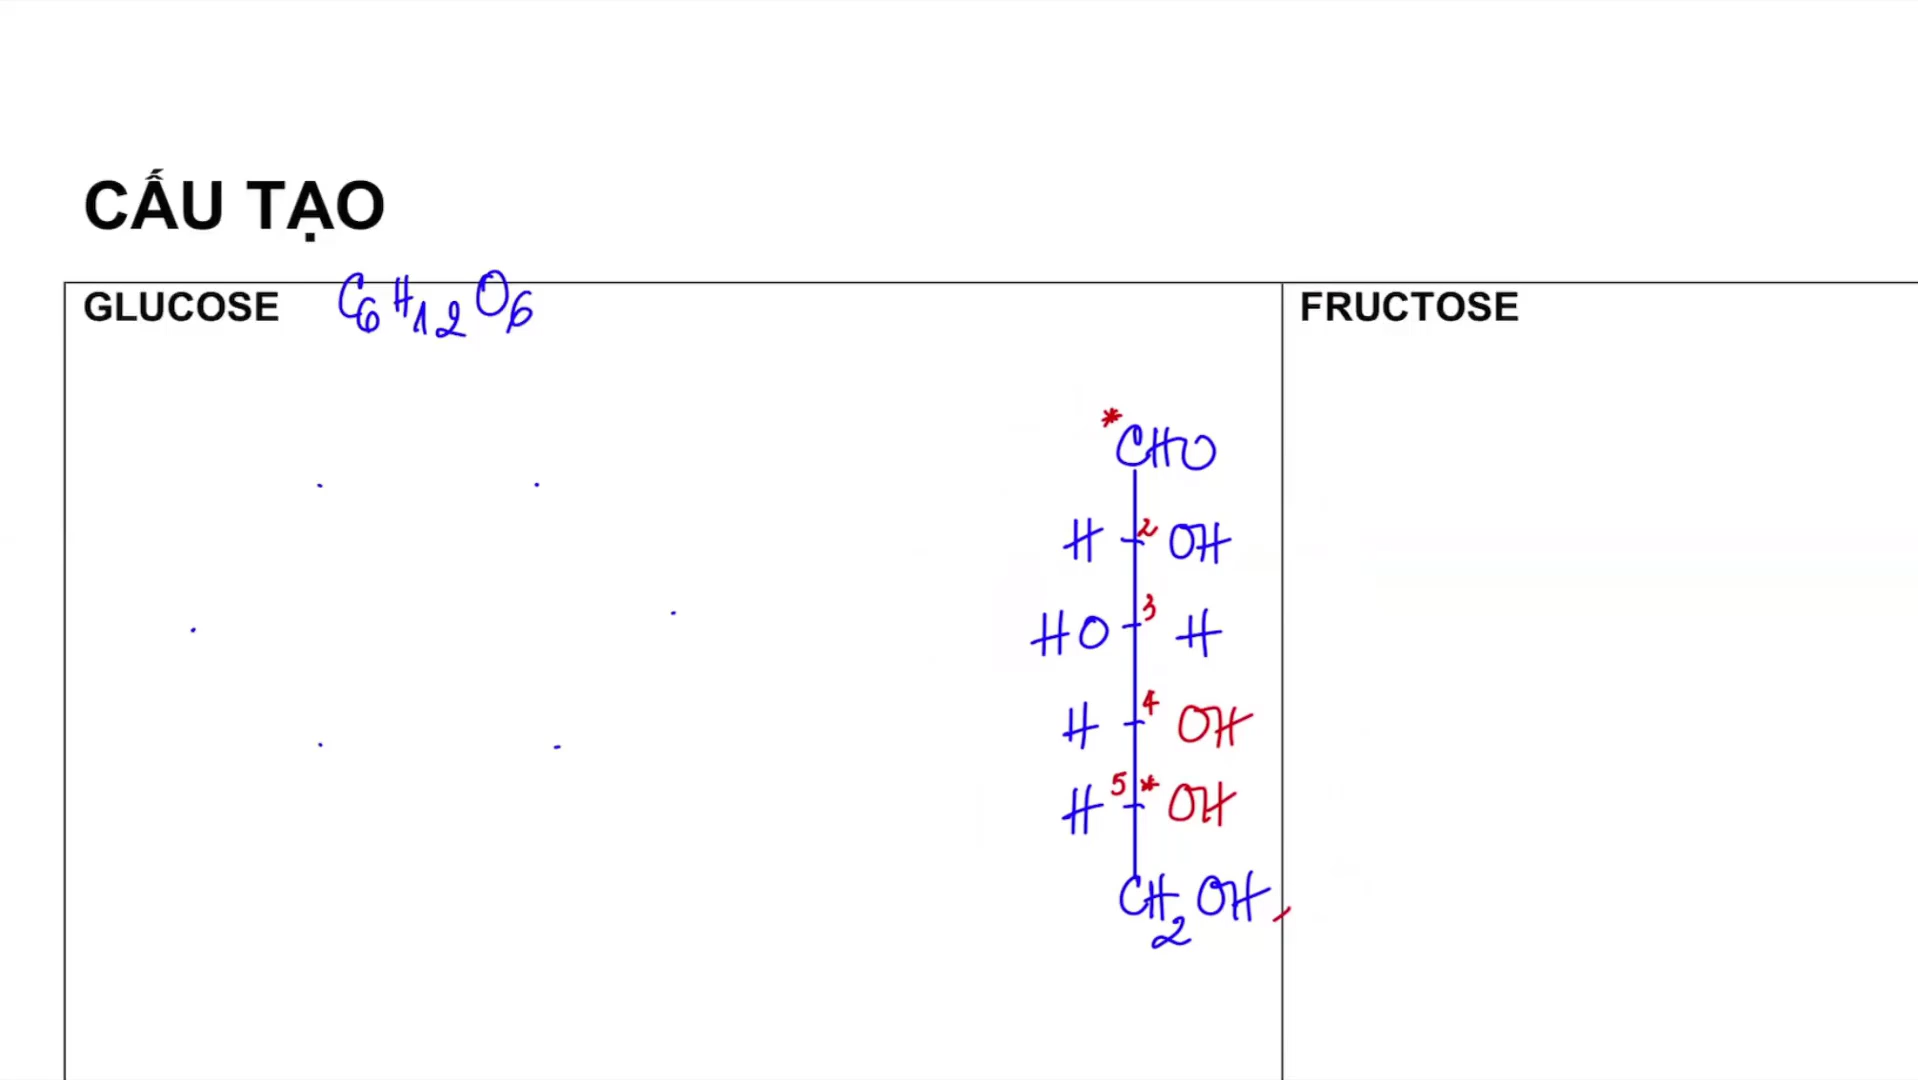 CẤU TẠO
GLUCOSE C6H12O6
FRUCTOSE
*
CHO
H 2 OH
HO 3 H
H 4 OH
H 5 * OH
CH2OH